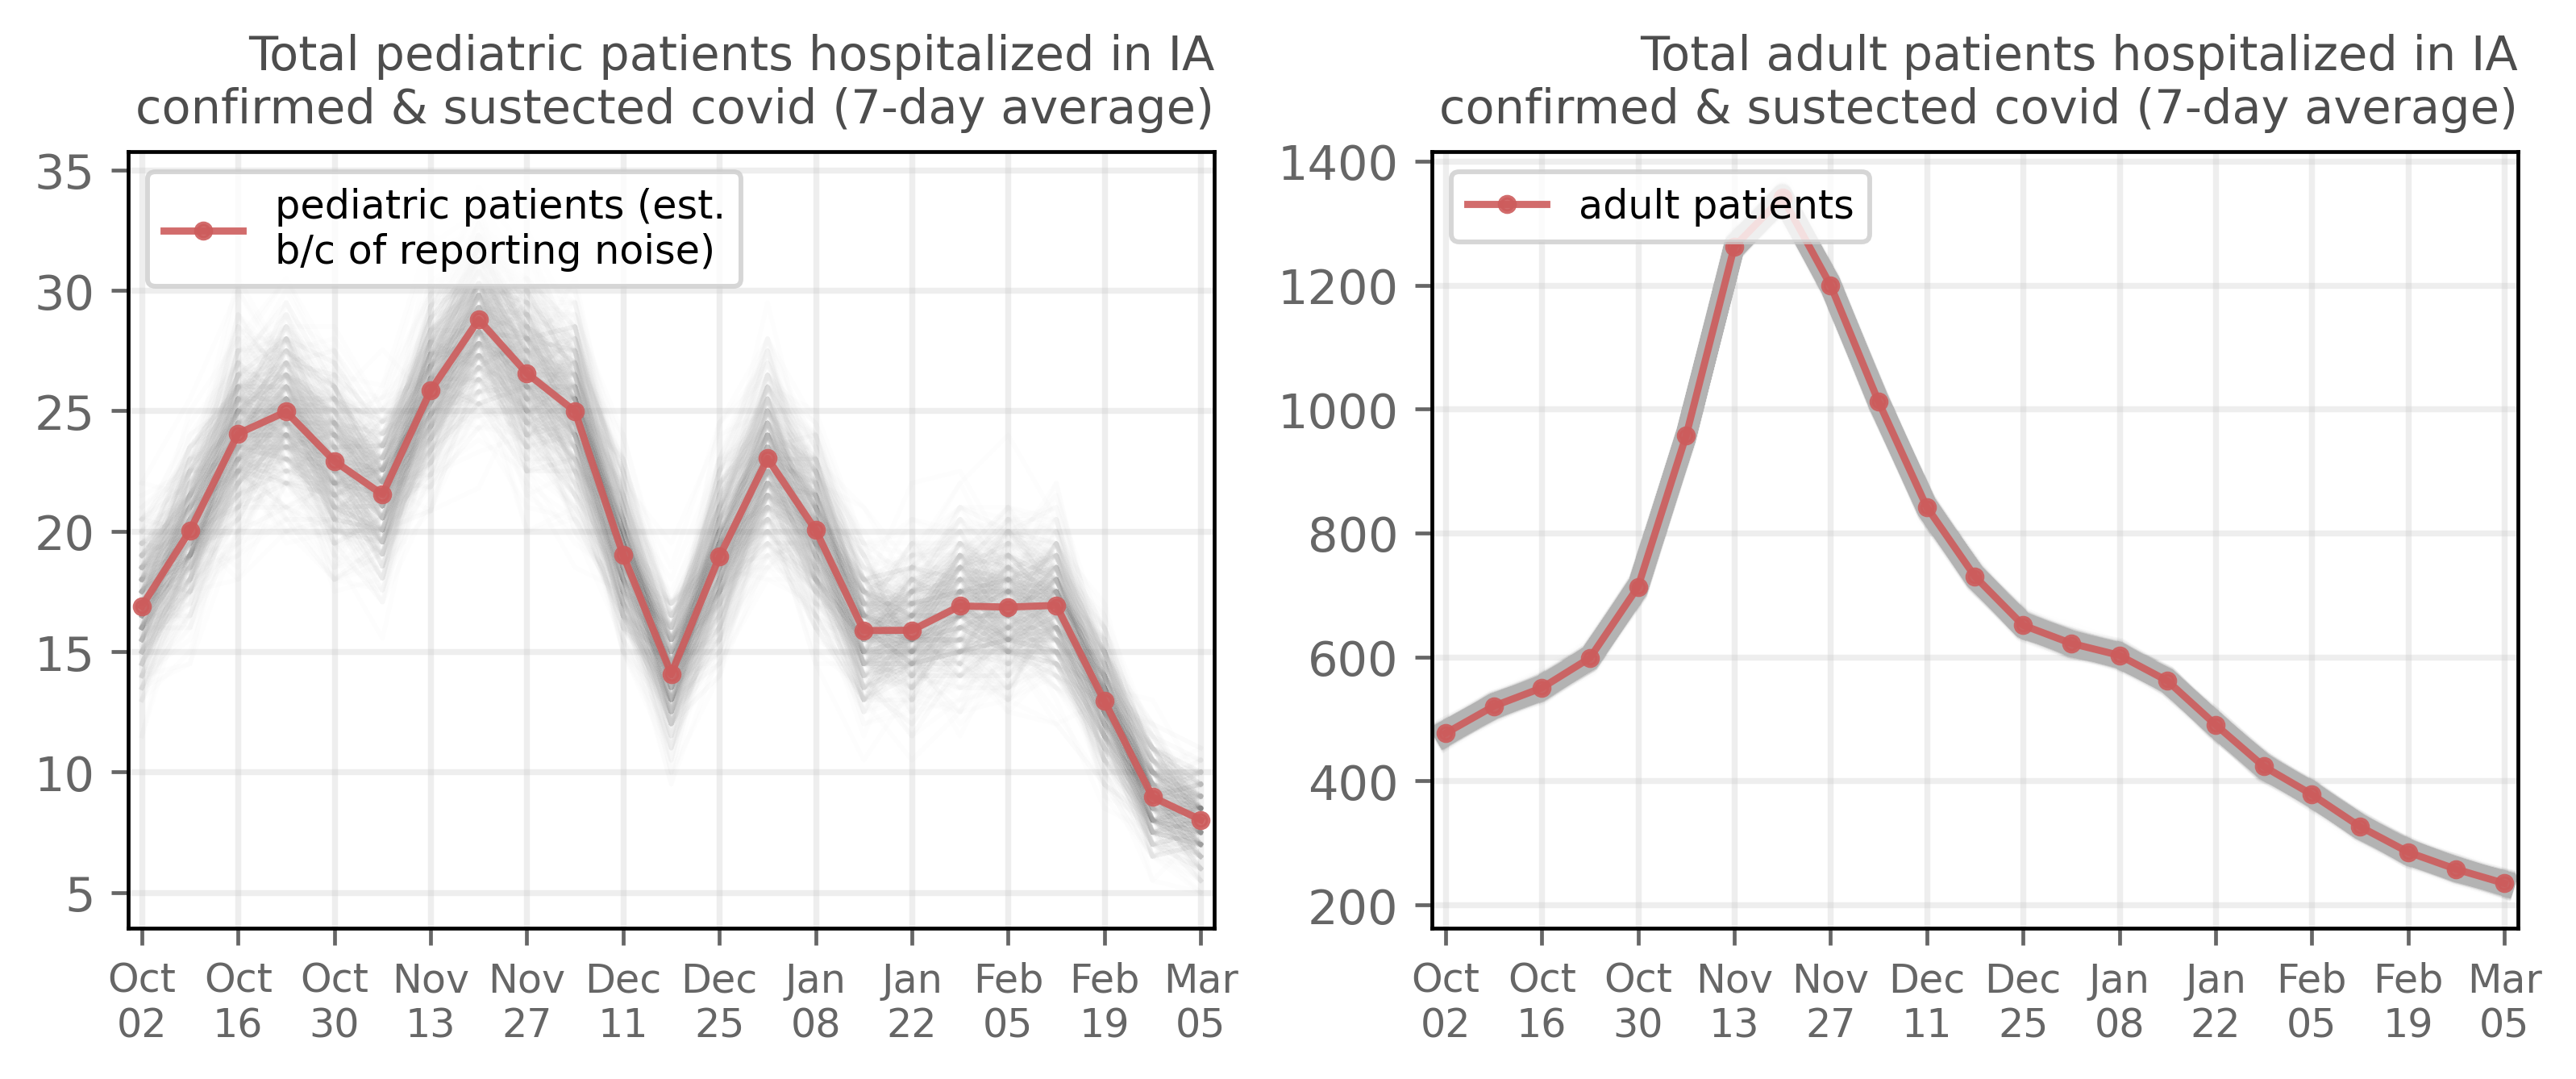 Total pediatric patients hospitalized in IA
confirmed & sustected covid (7-day average)
35
30
25
20
15
10
5
pediatric patients (est.
b/c of reporting noise)
Oct Oct Oct Nov Nov Dec Dec Jan Jan Feb Feb Mar
02 16 30 13 27 11 25 08 22 05 19 05
Total adult patients hospitalized in IA
confirmed & sustected covid (7-day average)
1400
1200
1000
800
600
400
200
adult patients
Oct Oct Oct Nov Nov Dec Dec Jan Jan Feb Feb Mar
02 16 30 13 27 11 25 08 22 05 19 05